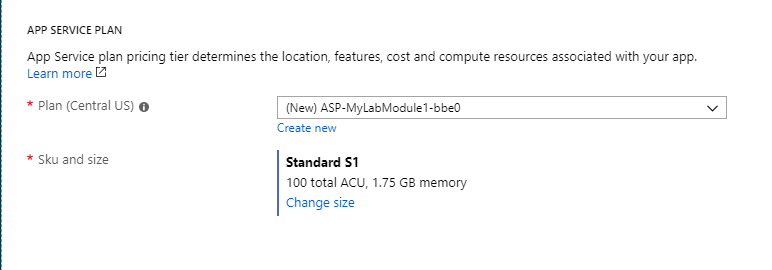 APP SERVICE PLAN
App Service plan pricing tier determines the location, features, cost and compute resources associated with your app.
Learn more
* Plan (Central US)
(New) ASP-MyLabModule1-bbe0
Create new
* Sku and size
Standard S1
100 total ACU, 1.75 GB memory
Change size